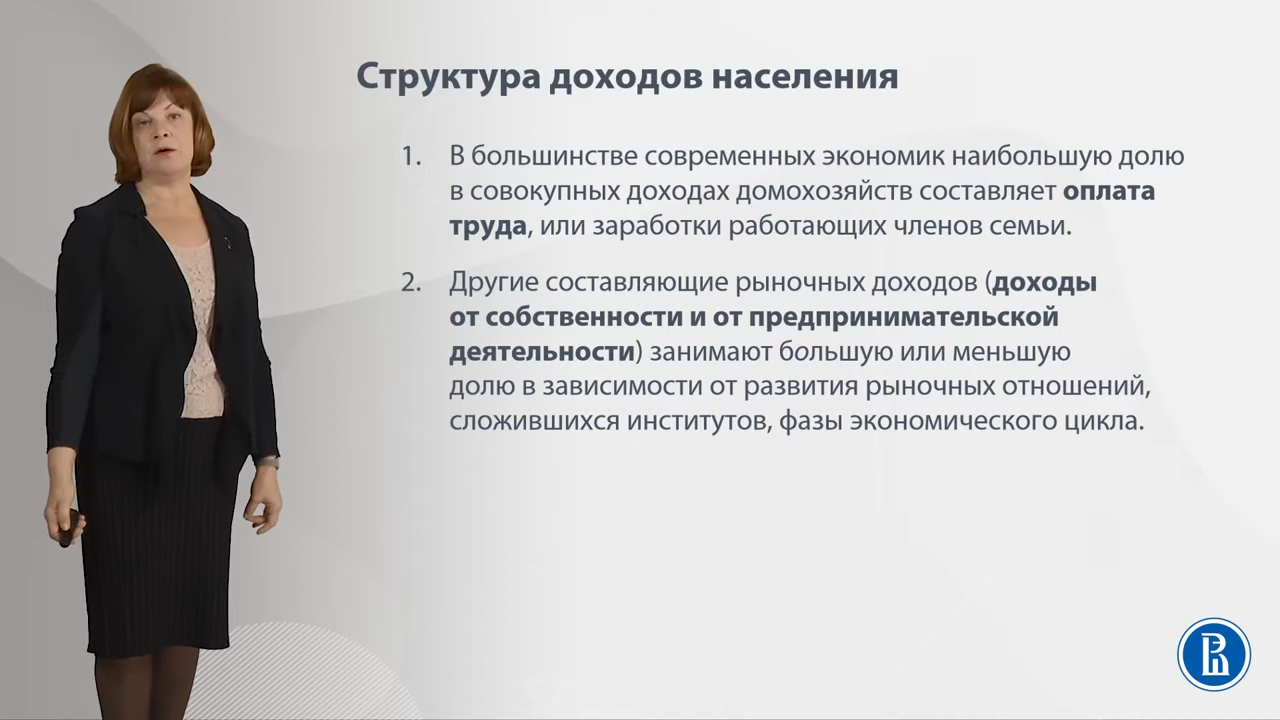 Структура доходов населения
1. В большинстве современных экономик наибольшую долю
в совокупных доходах домохозяйств составляет оплата
труда, или заработки работающих членов семьи.
2. Другие составляющие рыночных доходов (доходы
от собственности и от предпринимательской
деятельности) занимают большую или меньшую
долю в зависимости от развития рыночных отношений,
сложившихся институтов, фазы экономического цикла.